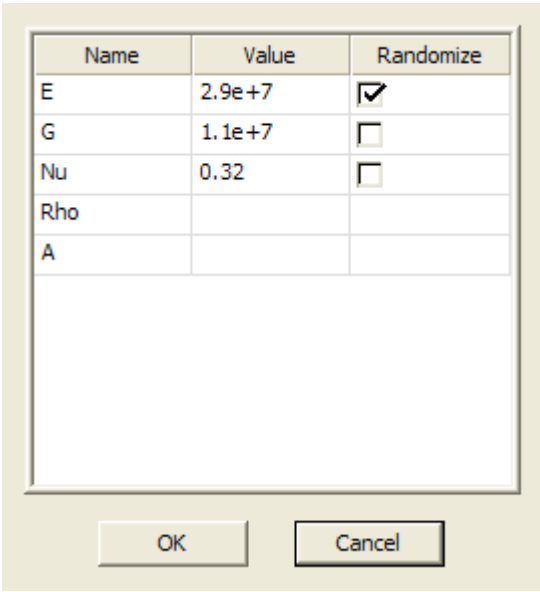 Name Value Randomize
E 2.9e+7
G 1.1e+7
Nu 0.32
Rho
A
OK Cancel